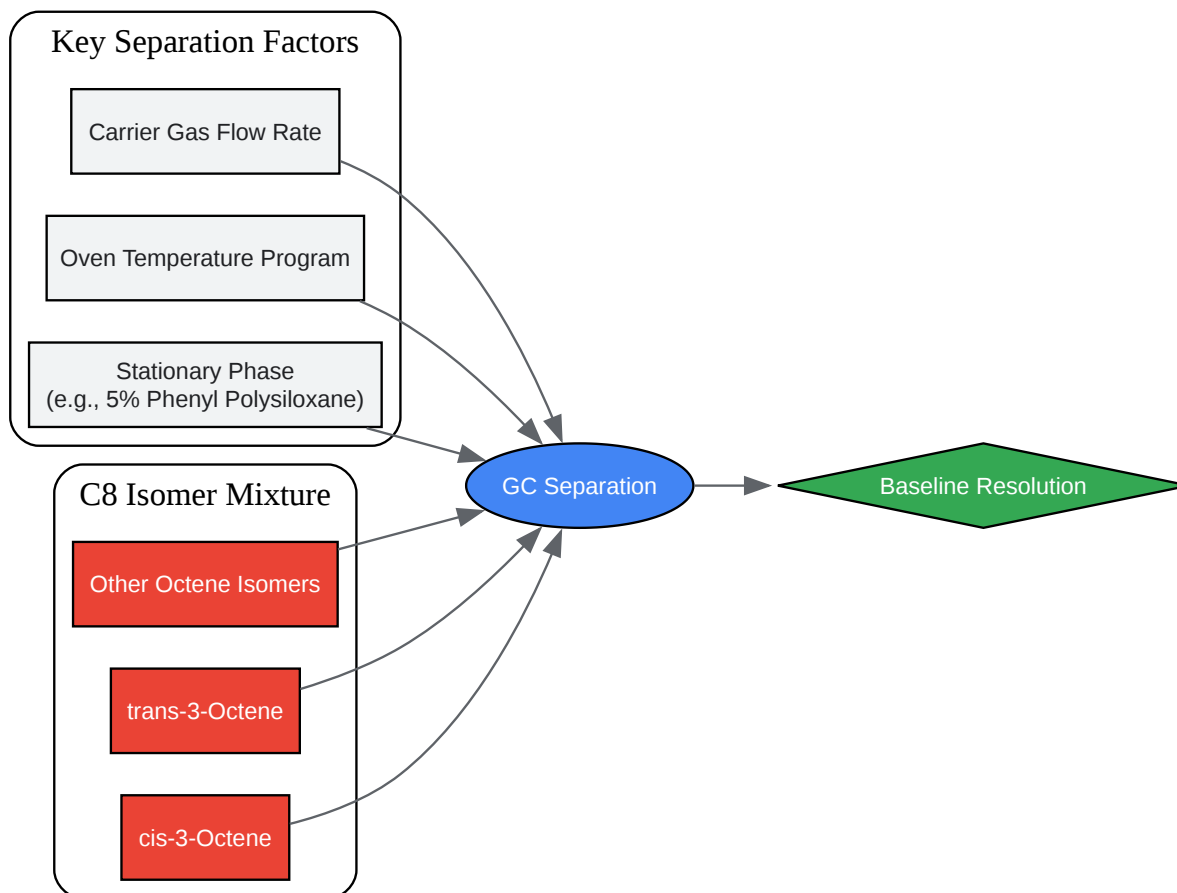 Key Separation Factors
Carrier Gas Flow Rate
Oven Temperature Program
Stationary Phase
(e.g., 5% Phenyl Polysiloxane)
C8 Isomer Mixture
Other Octene Isomers
trans-3-Octene
cis-3-Octene
GC Separation
Baseline Resolution